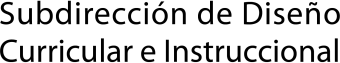 Subdirección de Diseño
Curricular e Instruccional